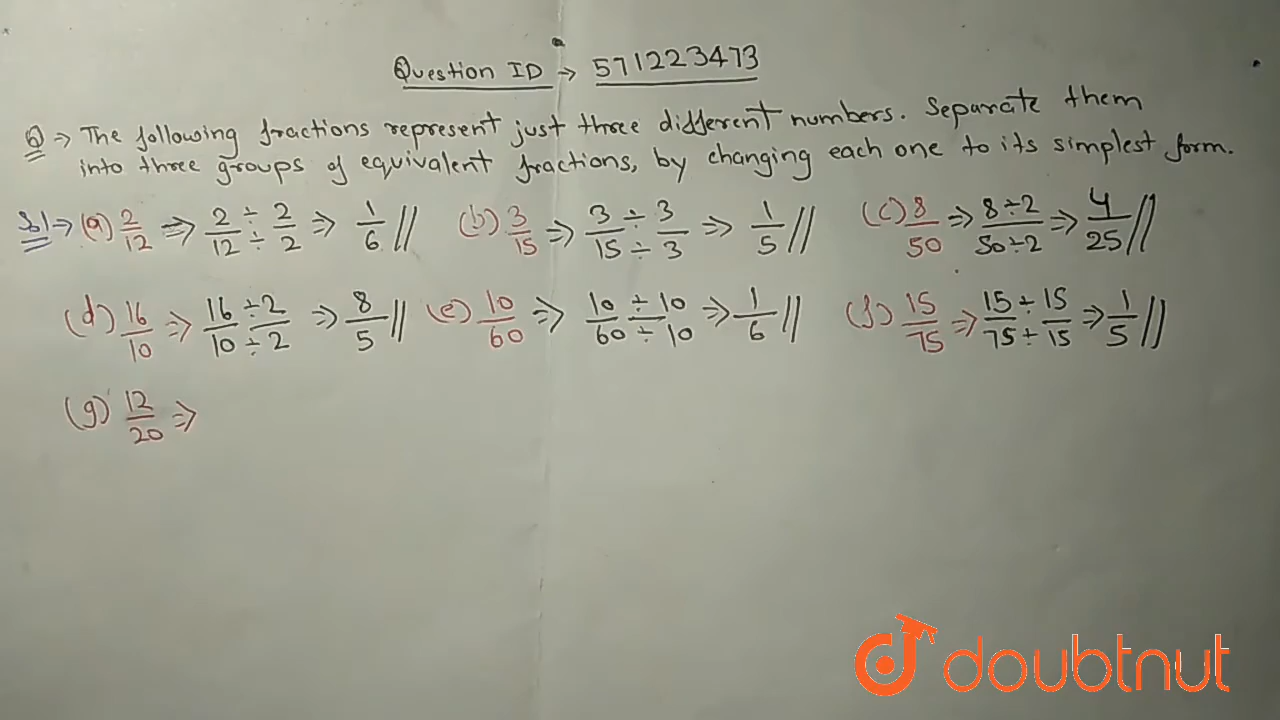 Question ID → 571223473
Q → The following fractions represent just three different numbers. Separate them
into three groups of equivalent fractions, by changing each one to its simplest form.
Sol → (a) 2/12 ⇒ 2 ÷ 2 / 12 ÷ 2 ⇒ 1/6 // (b) 3/15 ⇒ 3 ÷ 3 / 15 ÷ 3 ⇒ 1/5 // (c) 8/50 ⇒ 8÷2 / 50÷2 ⇒ 4/25 //
(d) 16/10 ⇒ 16 ÷ 2 / 10 ÷ 2 ⇒ 8/5 // (e) 10/60 ⇒ 10 ÷ 10 / 60 ÷ 10 ⇒ 1/6 // (f) 15/75 ⇒ 15 ÷ 15 / 75 ÷ 15 ⇒ 1/5 //
(g) 12/20 ⇒
doubtnut